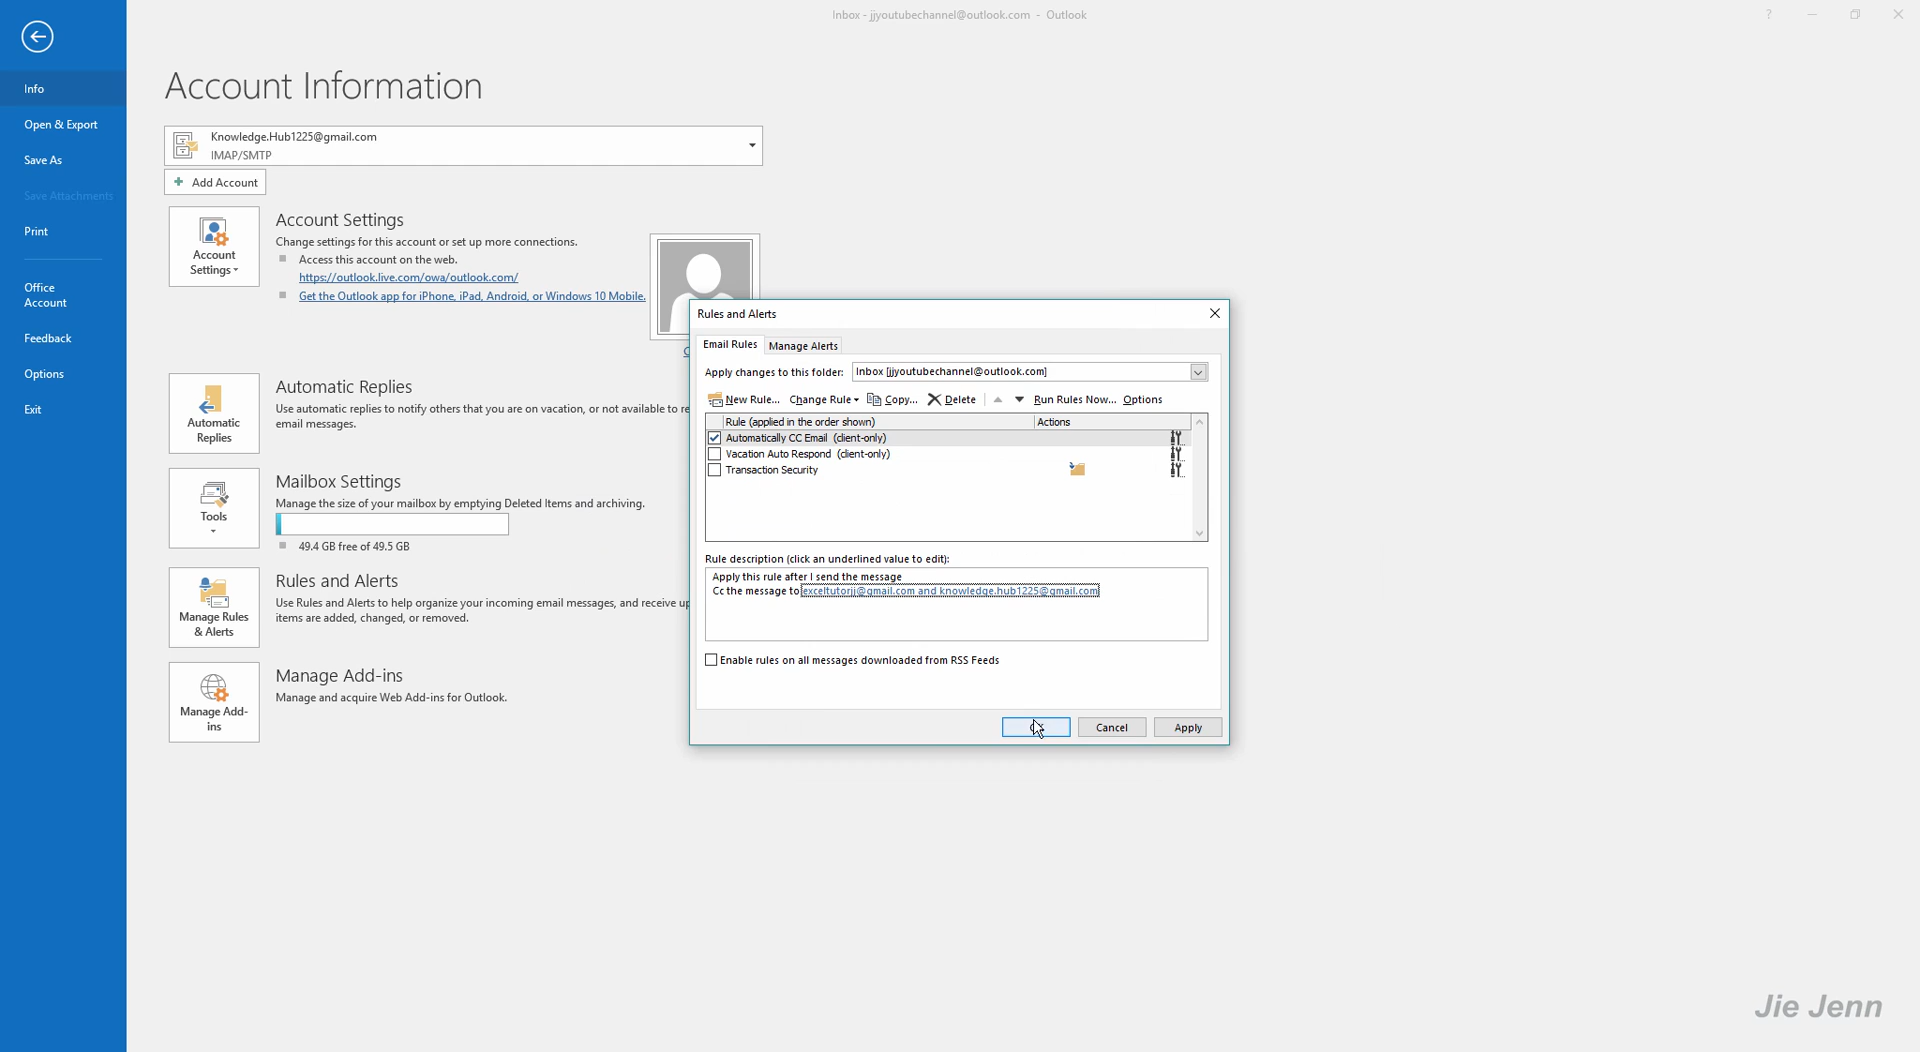 Inbox - jjyoutubechannel@outlook.com - Outlook
?
Info
Open & Export
Save As
Save Attachments
Print
Office
Account
Feedback
Options
Exit
Account Information
Knowledge.Hub1225@gmail.com
IMAP/SMTP
Add Account
Account
Settings
Account Settings
Change settings for this account or set up more connections.
Access this account on the web.
https://outlook.live.com/owa/outlook.com/
Get the Outlook app for iPhone, iPad, Android, or Windows 10 Mobile.
Automatic
Replies
Automatic Replies
Use automatic replies to notify others that you are on vacation, or not available to re
email messages.
Tools
Mailbox Settings
Manage the size of your mailbox by emptying Deleted Items and archiving.
49.4 GB free of 49.5 GB
Manage Rules
& Alerts
Rules and Alerts
Use Rules and Alerts to help organize your incoming email messages, and receive up
items are added, changed, or removed.
Manage Add-
ins
Manage Add-ins
Manage and acquire Web Add-ins for Outlook.
Rules and Alerts
Email Rules Manage Alerts
Apply changes to this folder: Inbox [jjyoutubechannel@outlook.com]
New Rule... Change Rule Copy... Delete Run Rules Now... Options
Rule (applied in the order shown) Actions
Automatically CC Email (client-only)
Vacation Auto Respond (client-only)
Transaction Security
Rule description (click an underlined value to edit):
Apply this rule after I send the message
Cc the message to exceltutorjj@gmail.com and knowledge.hub1225@gmail.com
Enable rules on all messages downloaded from RSS Feeds
Cancel Apply
Jie Jenn